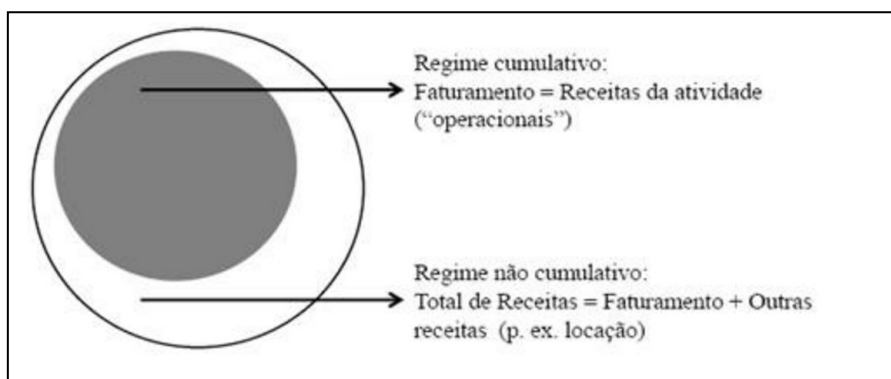 Regime cumulativo:
Faturamento = Receitas da atividade
(“operacionais”)
Regime não cumulativo:
Total de Receitas = Faturamento + Outras
receitas (p. ex. locação)